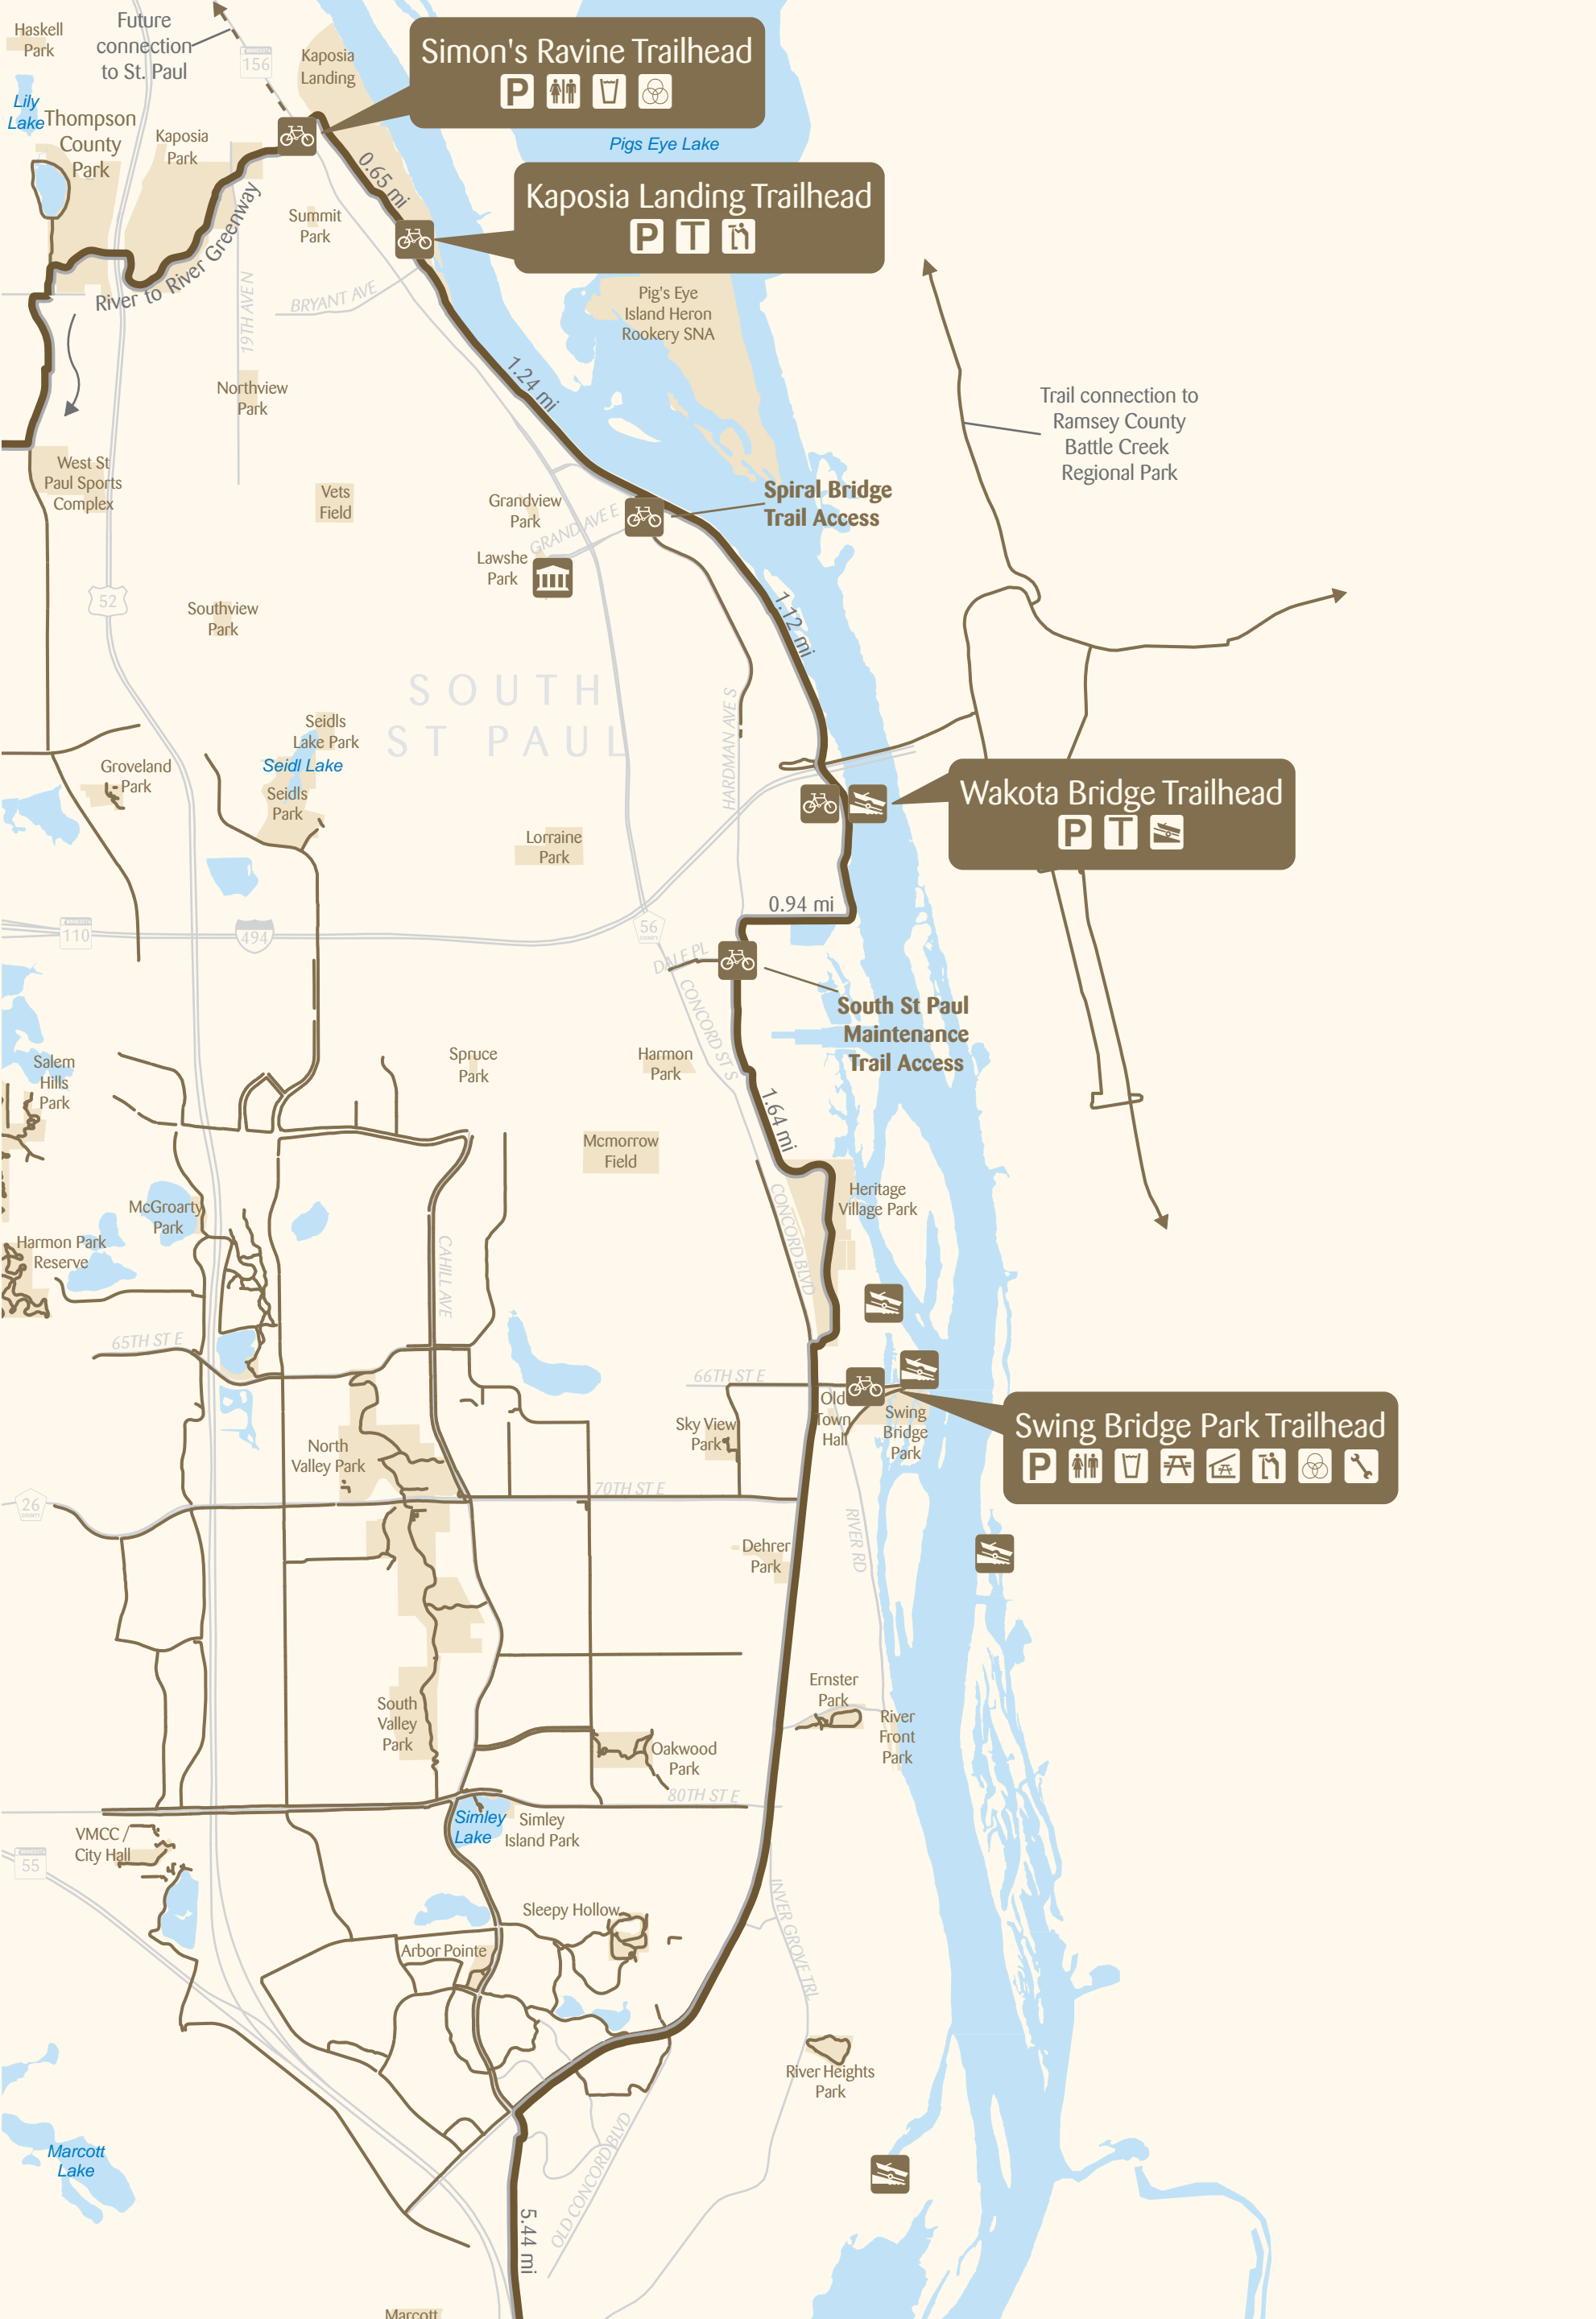 Haskell
Park
Future
connection
to St. Paul
MINNESOTA
156
Kaposia
Landing
Simon's Ravine Trailhead
P
Lily
Lake
Thompson
County
Park
Kaposia
Park
Pigs Eye Lake
0.65 mi
Kaposia Landing Trailhead
P T
Summit
Park
River to River Greenway
19TH AVE N
BRYANT AVE
Pig's Eye
Island Heron
Rookery SNA
1.24 mi
Northview
Park
Trail connection to
Ramsey County
Battle Creek
Regional Park
West St
Paul Sports
Complex
Vets
Field
Grandview
Park
GRAND AVE E
Spiral Bridge
Trail Access
Lawshe
Park
52
Southview
Park
1.12 mi
SOUTH
ST PAUL
HARDMAN AVE S
Seidls
Lake Park
Seidl Lake
Seidls
Park
Groveland
Park
Wakota Bridge Trailhead
P T
Lorraine
Park
0.94 mi
MINNESOTA
110
494
56
COUNTY
DALE PL
CONCORD ST S
South St Paul
Maintenance
Trail Access
Salem
Hills
Park
Spruce
Park
Harmon
Park
1.64 mi
Mcmorrow
Field
McGroarty
Park
Heritage
Village Park
CONCORD BLVD
Harmon Park
Reserve
CAHILL AVE
65TH ST E
66TH ST E
Old
Town
Hall
Swing
Bridge
Park
Swing Bridge Park Trailhead
P
Sky View
Park
North
Valley Park
70TH ST E
26
COUNTY
RIVER RD
Dehrer
Park
Ernster
Park
South
Valley
Park
River
Front
Park
Oakwood
Park
80TH ST E
Simley
Lake
Simley
Island Park
VMCC /
City Hall
MINNESOTA
55
INVER GROVE TRL
Sleepy Hollow
Arbor Pointe
River Heights
Park
Marcott
Lake
OLD CONCORD BLVD
5.44 mi
Marcott